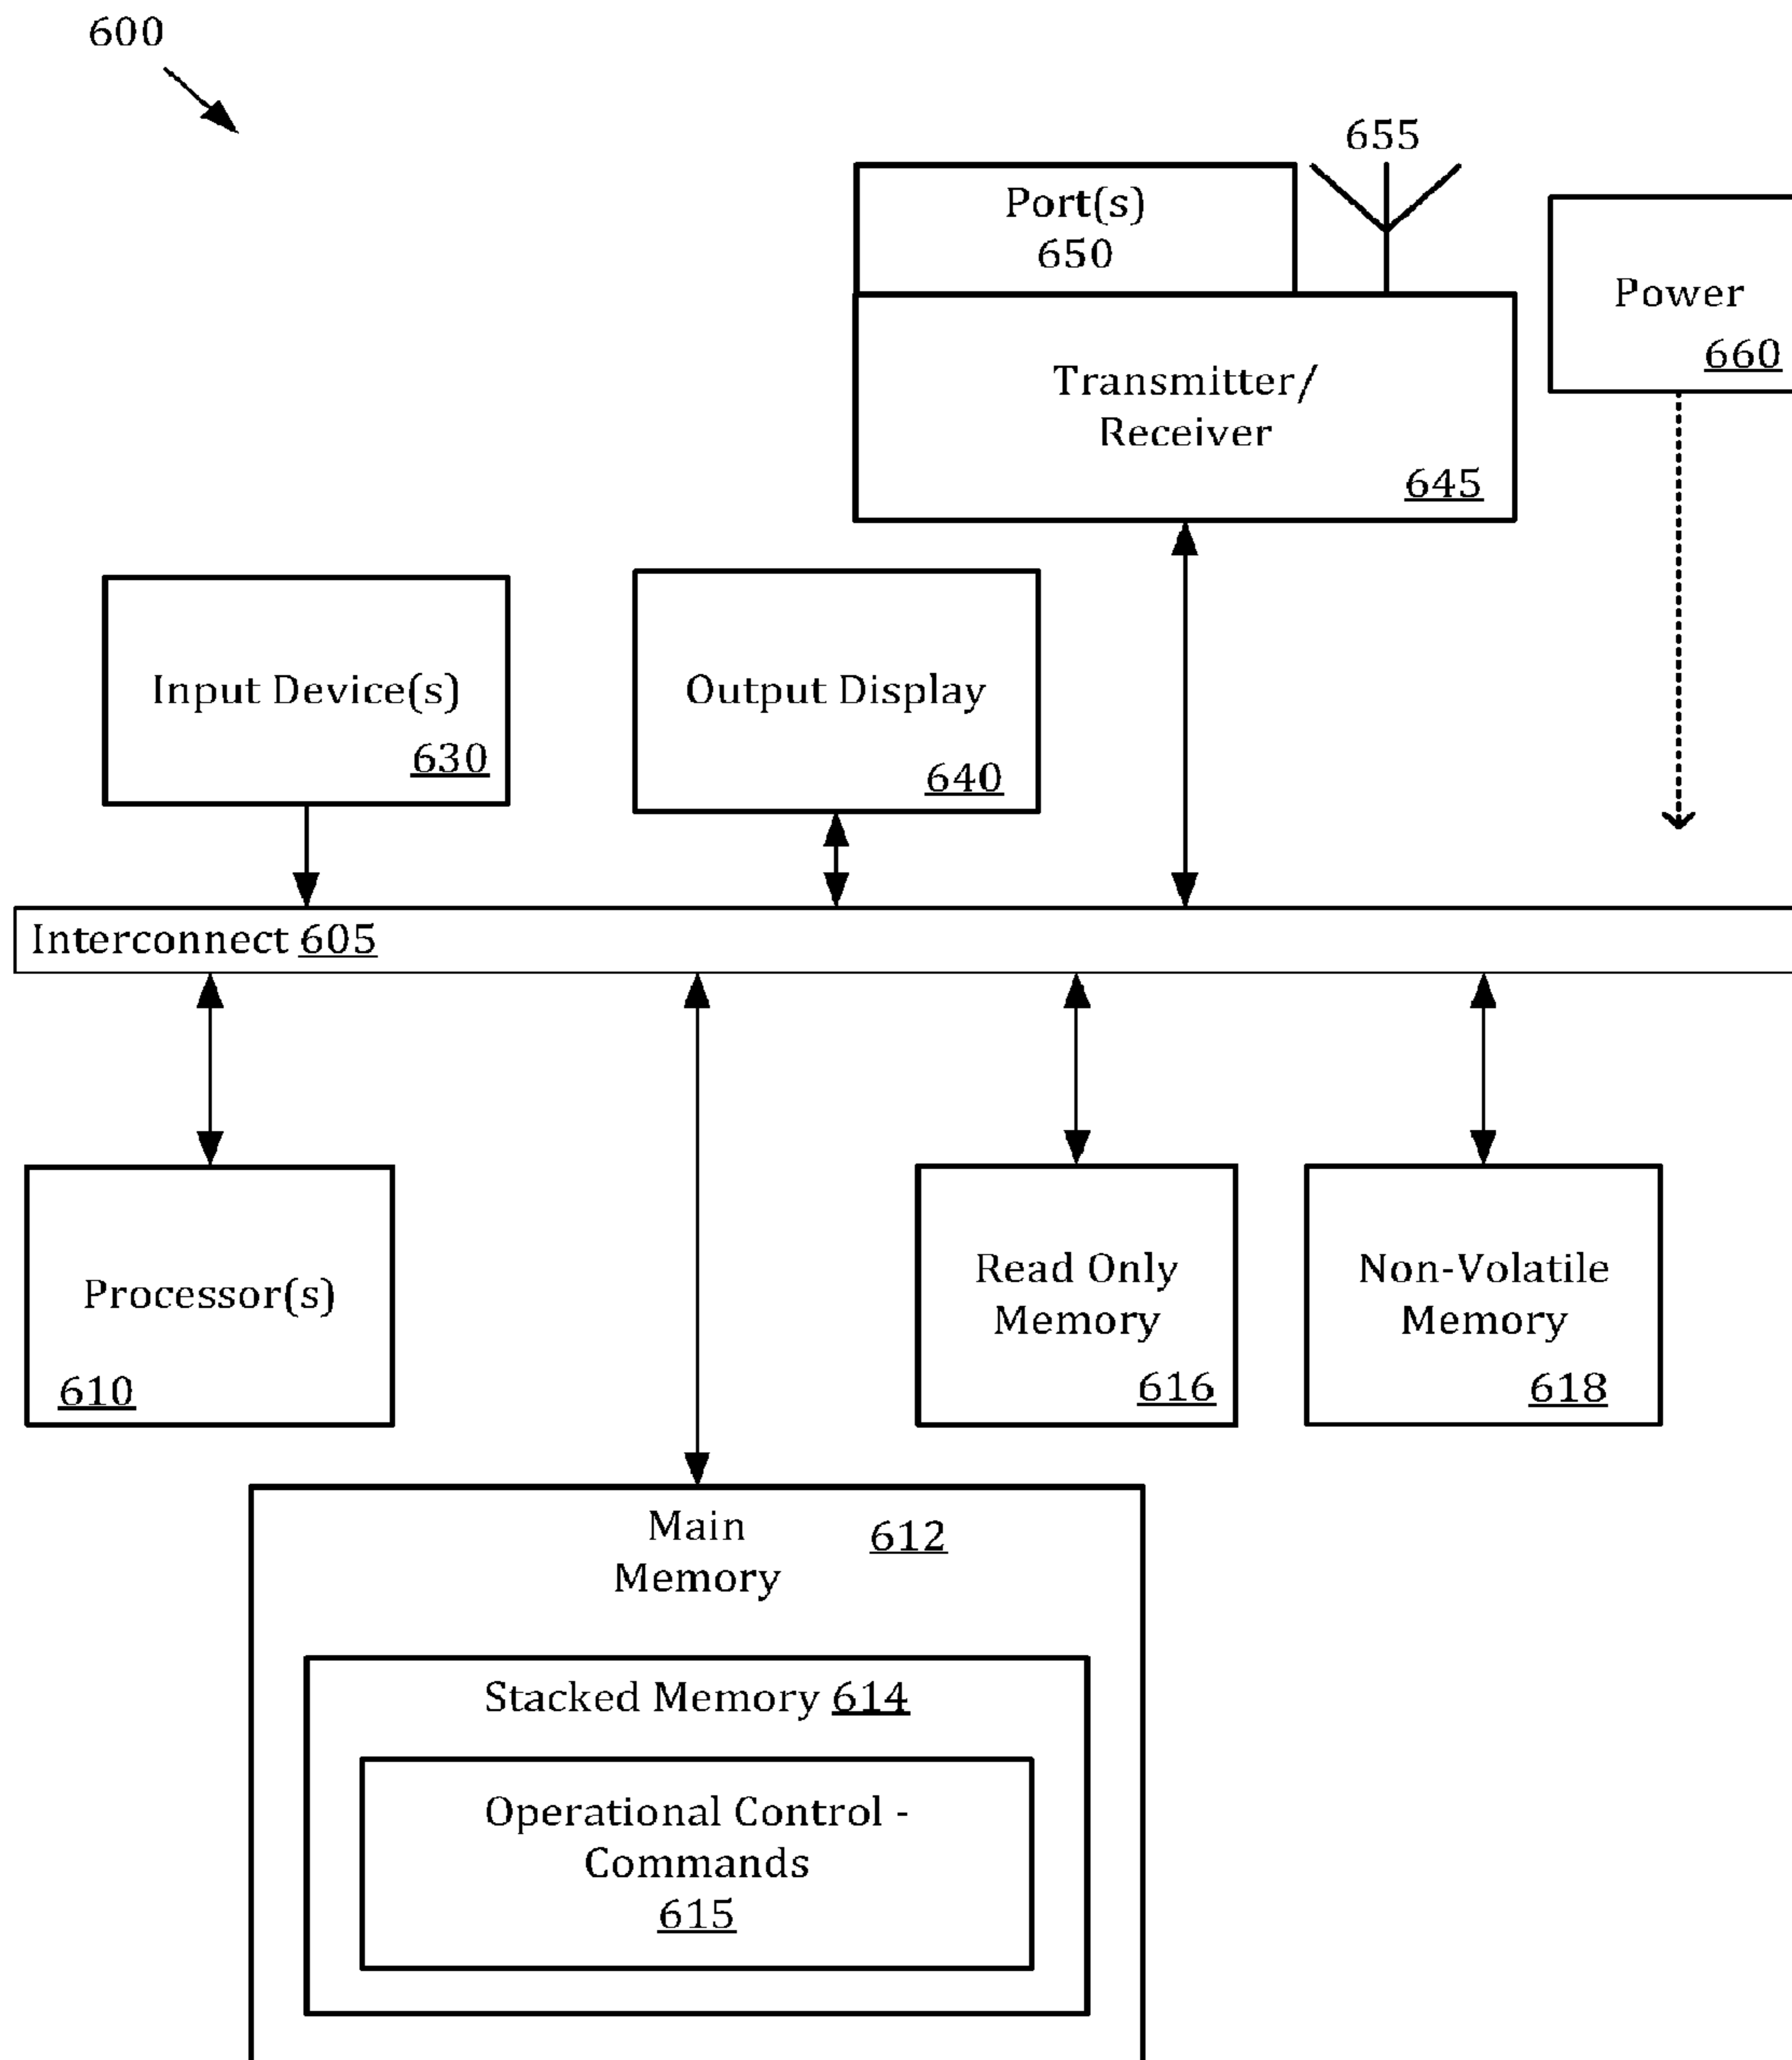 600
655
Port(s)
650
Power
660
Transmitter/
Receiver
645
Input Device(s)
630
Output Display
640
Interconnect 605
Processor(s)
610
Read Only
Memory
616
Non-Volatile
Memory
618
Main
Memory
612
Stacked Memory 614
Operational Control -
Commands
615